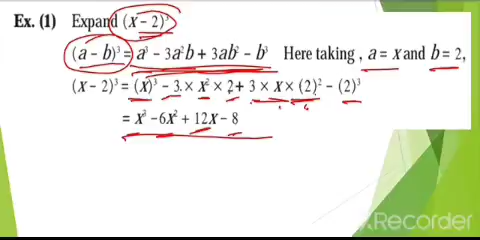 Ex. (1) Expand (x − 2)³
(a − b)³ = a³ − 3a²b + 3ab² − b³ Here taking, a = x and b = 2,
(x − 2)³ = (x)³ − 3 × x² × 2 + 3 × x × (2)² − (2)³
= x³ − 6x² + 12x − 8
XRecorder